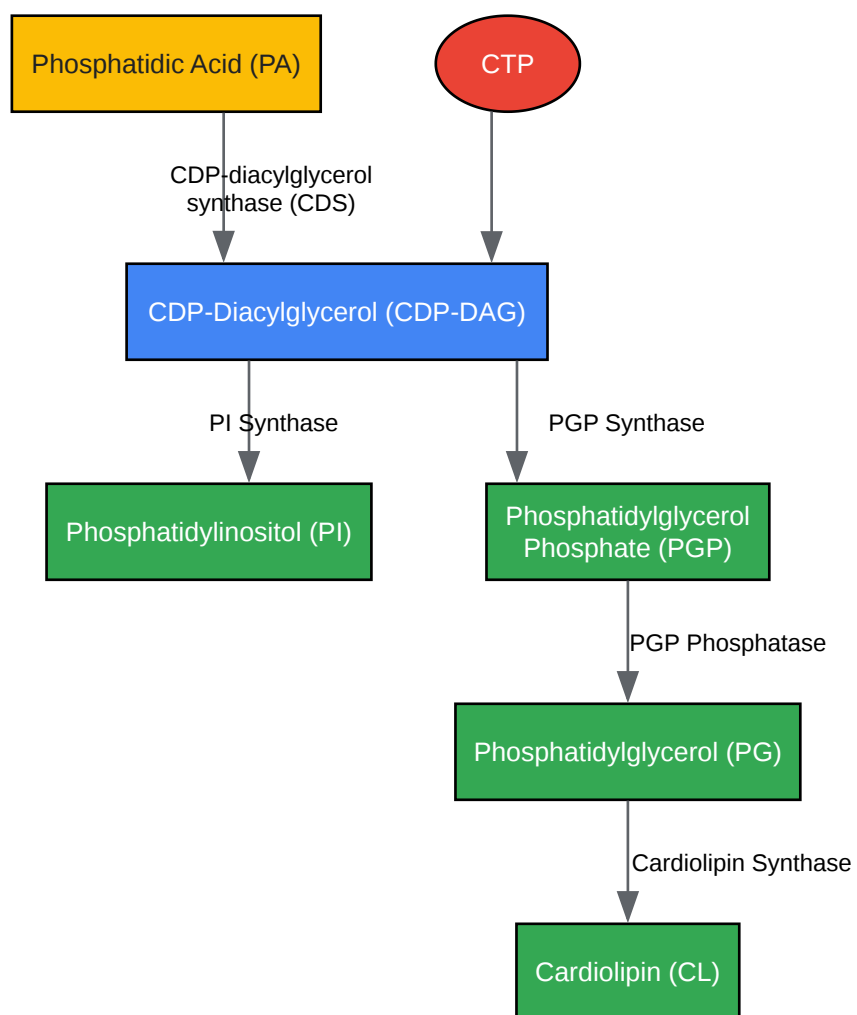 Phosphatidic Acid (PA)
CTP
CDP-diacylglycerol
synthase (CDS)
CDP-Diacylglycerol (CDP-DAG)
PI Synthase
PGP Synthase
Phosphatidylinositol (PI)
Phosphatidylglycerol
Phosphate (PGP)
PGP Phosphatase
Phosphatidylglycerol (PG)
Cardiolipin Synthase
Cardiolipin (CL)